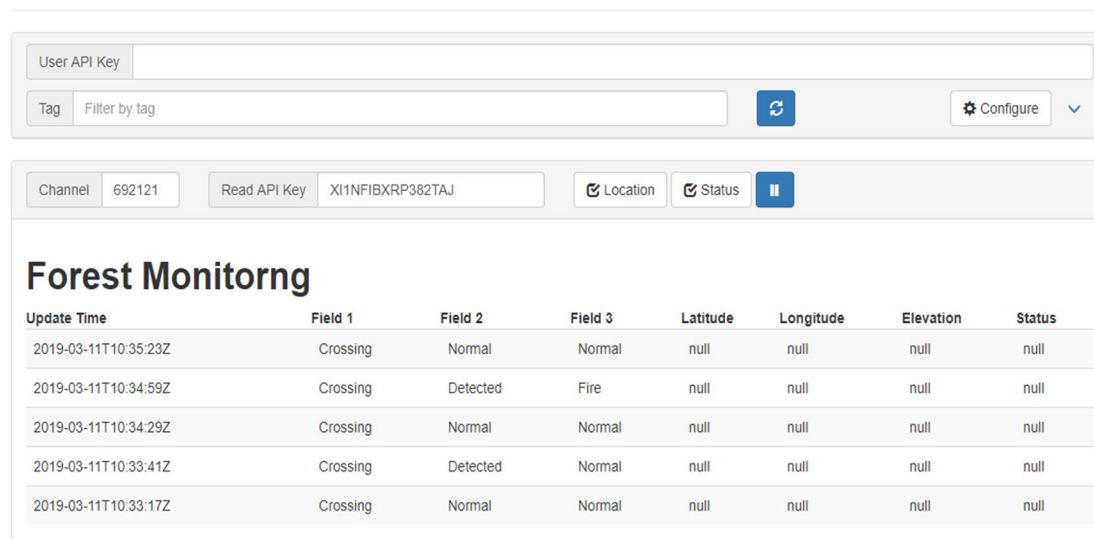 User API Key
Tag Filter by tag Configure
Channel 692121 Read API Key XI1NFIBXRP382TAJ Location Status
Forest Monitorng
Update Time Field 1 Field 2 Field 3 Latitude Longitude Elevation Status
2019-03-11T10:35:23Z Crossing Normal Normal null null null null
2019-03-11T10:34:59Z Crossing Detected Fire null null null null
2019-03-11T10:34:29Z Crossing Normal Normal null null null null
2019-03-11T10:33:41Z Crossing Detected Normal null null null null
2019-03-11T10:33:17Z Crossing Normal Normal null null null null